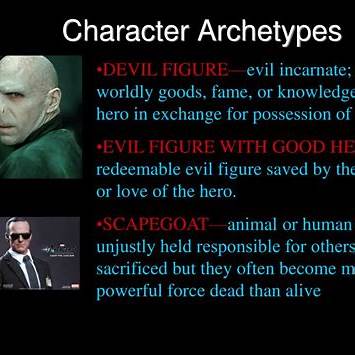 Character Archetypes
•DEVIL FIGURE—evil incarnate;
worldly goods, fame, or knowledge
hero in exchange for possession of
•EVIL FIGURE WITH GOOD HE
redeemable evil figure saved by the
or love of the hero.
•SCAPEGOAT—animal or human
unjustly held responsible for others
sacrificed but they often become m
powerful force dead than alive